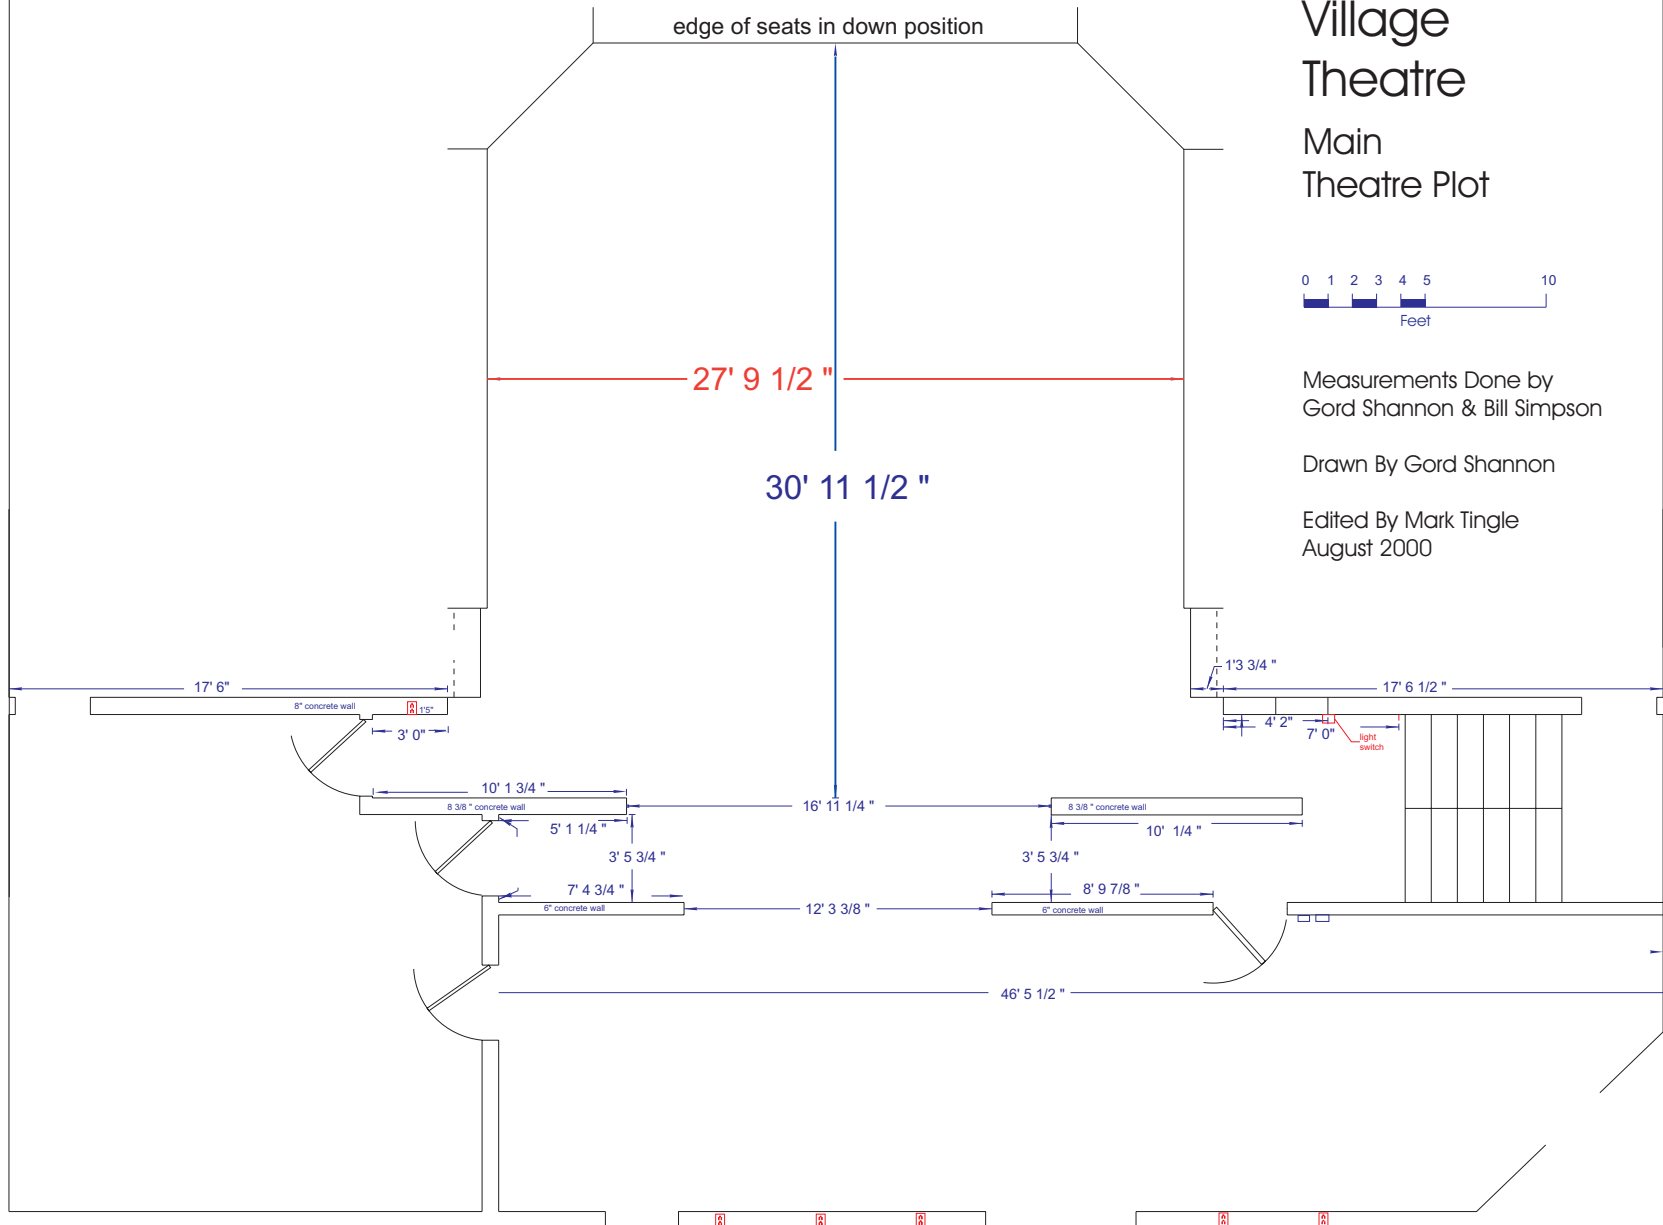 edge of seats in down position
Village
Theatre
Main
Theatre Plot
0 1 2 3 4 5 10
Feet
27' 9 1/2 "
Measurements Done by
Gord Shannon & Bill Simpson
30' 11 1/2 "
Drawn By Gord Shannon
Edited By Mark Tingle
August 2000
1'3 3/4 "
17' 6"
17' 6 1/2 "
8" concrete wall
1'5"
4' 2"
3' 0"
7' 0"
light
switch
10' 1 3/4 "
8 3/8 " concrete wall
16' 11 1/4 "
8 3/8 " concrete wall
5' 1 1/4 "
10' 1/4 "
3' 5 3/4 "
3' 5 3/4 "
7' 4 3/4 "
8' 9 7/8 "
6" concrete wall
12' 3 3/8 "
6" concrete wall
46' 5 1/2 "